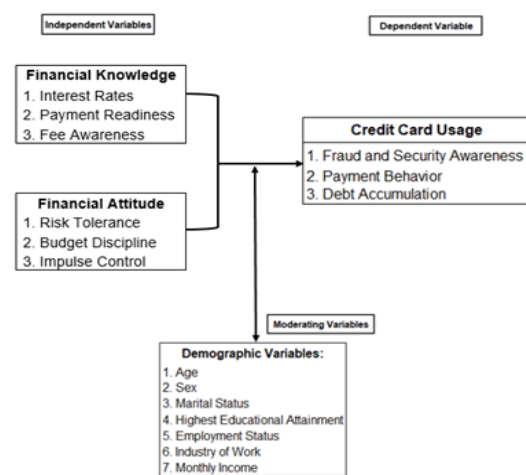 Independent Variables
Dependent Variable
Financial Knowledge
1. Interest Rates
2. Payment Readiness
3. Fee Awareness
Credit Card Usage
1. Fraud and Security Awareness
2. Payment Behavior
3. Debt Accumulation
Financial Attitude
1. Risk Tolerance
2. Budget Discipline
3. Impulse Control
Moderating Variables
Demographic Variables:
1. Age
2. Sex
3. Marital Status
4. Highest Educational Attainment
5. Employment Status
6. Industry of Work
7. Monthly Income